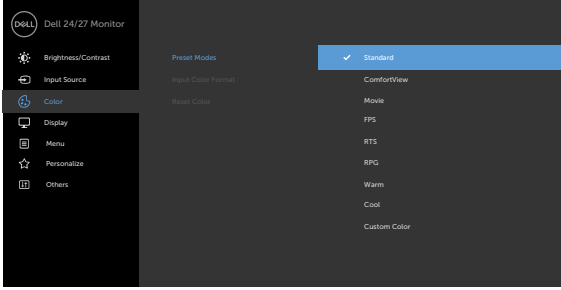 DELL
Dell 24/27 Monitor
Brightness/Contrast
Input Source
Color
Display
Menu
Personalize
Others
Preset Modes
Input Color Format
Reset Color
Standard
ComfortView
Movie
FPS
RTS
RPG
Warm
Cool
Custom Color